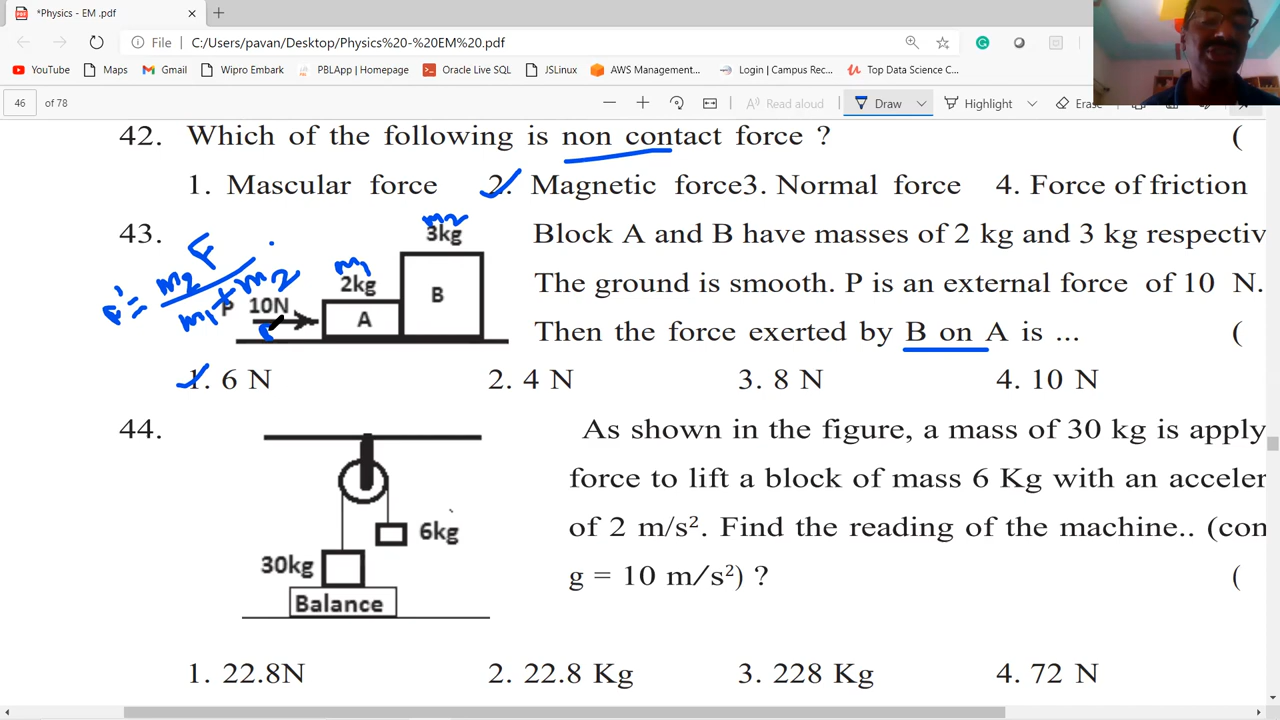 *Physics - EM .pdf
File C:/Users/pavan/Desktop/Physics%20-%20EM%20.pdf
YouTube Maps Gmail Wipro Embark PBLApp | Homepage Oracle Live SQL JSLinux AWS Management... Login | Campus Rec... Top Data Science C...
46 of 78 Read aloud Draw Highlight Erase
42. Which of the following is non contact force ? (
1. Mascular force 2. Magnetic force3. Normal force 4. Force of friction
43. m2 3kg Block A and B have masses of 2 kg and 3 kg respectiv
m2 F m1 2kg B The ground is smooth. P is an external force of 10 N.
m1 + m2 P 10N A Then the force exerted by B on A is ... (
1. 6 N 2. 4 N 3. 8 N 4. 10 N
44. As shown in the figure, a mass of 30 kg is apply
force to lift a block of mass 6 Kg with an acceler
6kg of 2 m/s². Find the reading of the machine.. (con
30kg g = 10 m/s²) ? (
Balance
1. 22.8N 2. 22.8 Kg 3. 228 Kg 4. 72 N